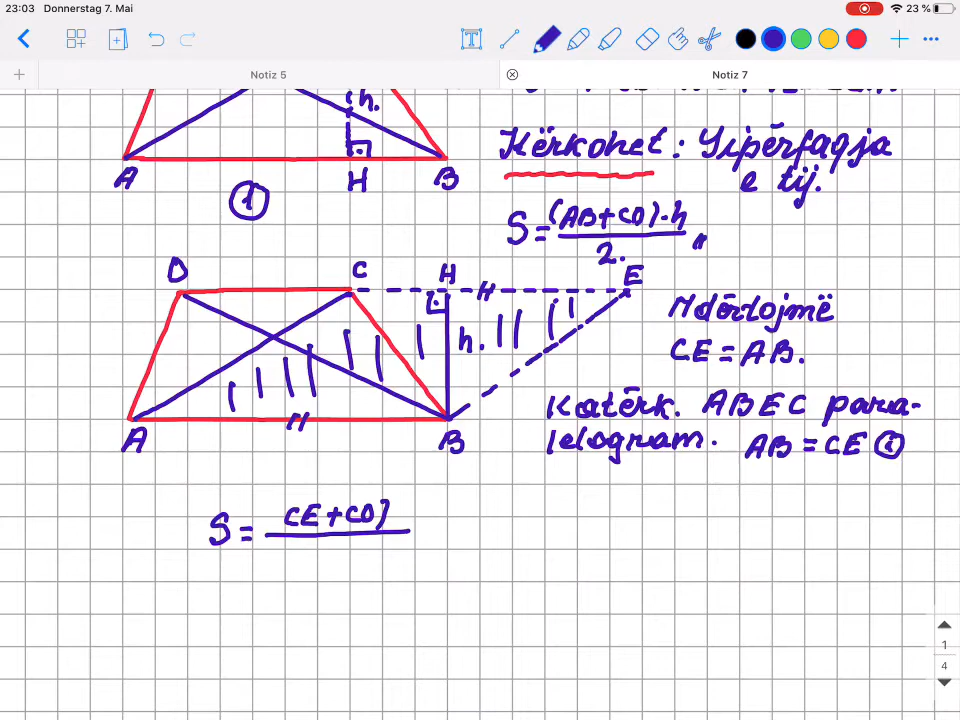 23:03 Donnerstag 7. Mai
23 %
Notiz 5
Notiz 7
h.
A
H
B
1
Kërkohet: Sipërfaqja
e tij.
S = (AB+CD)·h
2.
D
C
H
E
h.
A
B
Ndërtojmë
CE = AB.
Katërk. ABEC para-
lelogram. AB = CE
S = CE+CD)
1
4